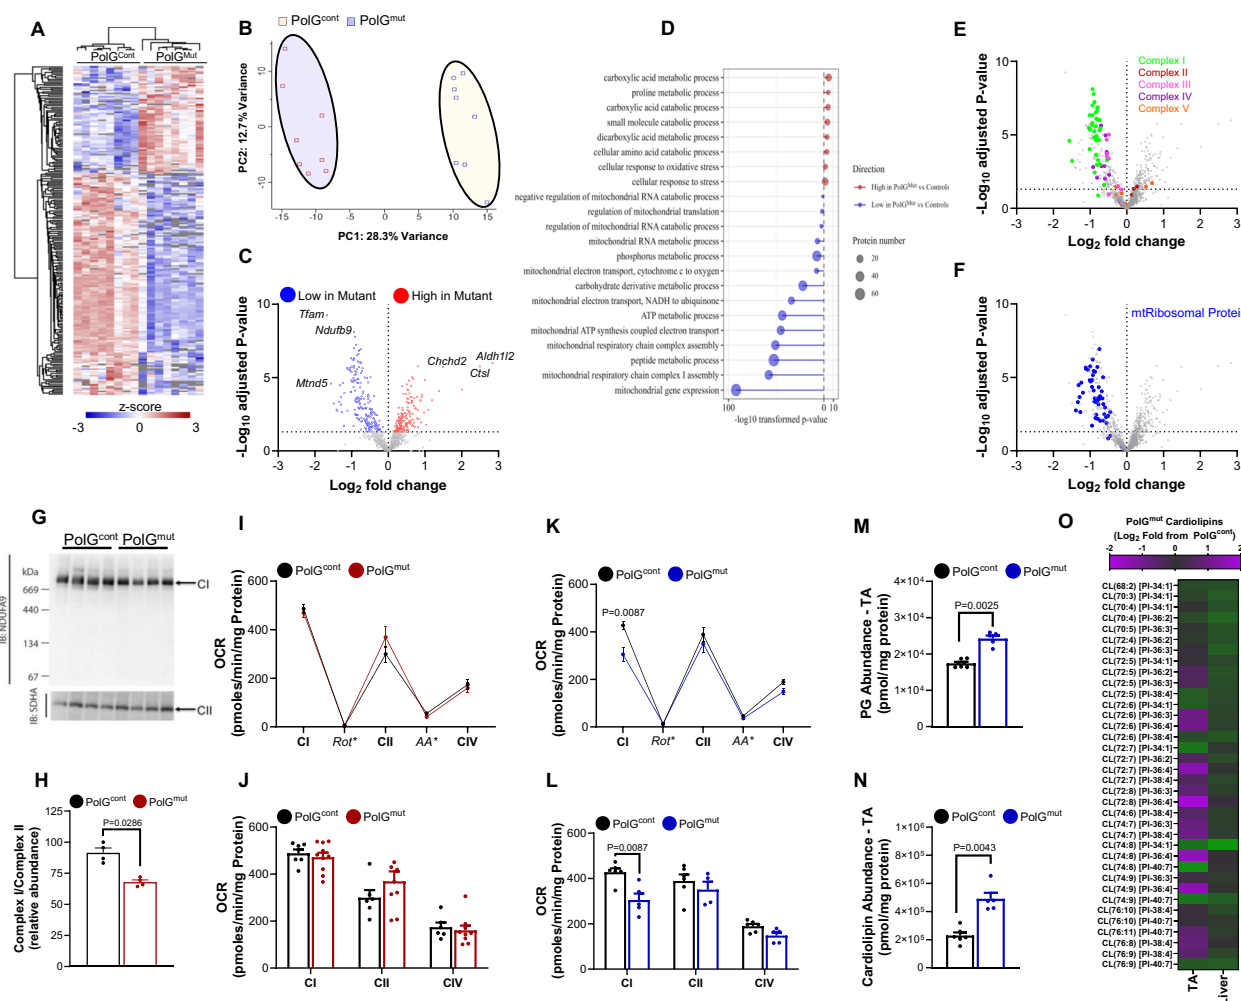 A
PolGCont PolGMut
z-score
-3 0 3
B
PolGcont PolGmut
PC2: 12.7% Variance
10
0
-10
-15 -10 -5 0 5 10 15
PC1: 28.3% Variance
C
Low in Mutant High in Mutant
-Log10 adjusted P-value
10
5
0
Tfam
Ndufb9
Mtnd5
Chchd2
Aldh1l2
Ctsl
-3 -2 -1 0 1 2 3
Log2 fold change
D
carboxylic acid metabolic process
proline metabolic process
carboxylic acid catabolic process
small molecule catabolic process
dicarboxylic acid metabolic process
cellular amino acid catabolic process
cellular response to oxidative stress
cellular response to stress
negative regulation of mitochondrial RNA catabolic process
regulation of mitochondrial translation
regulation of mitochondrial RNA catabolic process
mitochondrial RNA metabolic process
phosphorus metabolic process
mitochondrial electron transport, cytochrome c to oxygen
carbohydrate derivative metabolic process
mitochondrial electron transport, NADH to ubiquinone
ATP metabolic process
mitochondrial ATP synthesis coupled electron transport
mitochondrial respiratory chain complex assembly
peptide metabolic process
mitochondrial respiratory chain complex I assembly
mitochondrial gene expression
100 0 10
-log10 transformed p-value
Direction
High in PolGMut vs Controls
Low in PolGMut vs Controls
Protein number
20
40
60
E
-Log10 adjusted P-value
10
5
0
Complex I
Complex II
Complex III
Complex IV
Complex V
-3 -2 -1 0 1 2 3
Log2 fold change
F
-Log10 adjusted P-value
10
5
0
mtRibosomal Protein
-3 -2 -1 0 1 2 3
Log2 fold change
G
PolGcont PolGmut
kDa
669
440
134
67
CI
IB: NDUFA9
IB: SDHA
CII
H
PolGcont PolGmut
Complex I/Complex II
(relative abundance)
125
100
75
50
25
0
P=0.0286
I
PolGcont PolGmut
OCR
(pmoles/min/mg Protein)
600
400
200
0
CI Rot* CII AA* CIV
J
PolGcont PolGmut
OCR
(pmoles/min/mg Protein)
600
400
200
0
CI CII CIV
K
PolGcont PolGmut
OCR
(pmoles/min/mg Protein)
600
400
200
0
P=0.0087
CI Rot* CII AA* CIV
L
PolGcont PolGmut
OCR
(pmoles/min/mg Protein)
600
400
200
0
P=0.0087
CI CII CIV
M
PolGcont PolGmut
PG Abundance - TA
(pmol/mg protein)
4×10⁴
3×10⁴
2×10⁴
1×10⁴
0
P=0.0025
N
PolGcont PolGmut
Cardiolipin Abundance - TA
(pmol/mg protein)
1×10⁶
8×10⁵
6×10⁵
4×10⁵
2×10⁵
0
P=0.0043
O
PolGmut Cardiolipins
(Log2 Fold from PolGcont)
-2 -1 0 1 2
CL(68:2) [PI-34:1]
CL(70:3) [PI-34:1]
CL(70:4) [PI-34:1]
CL(70:4) [PI-36:2]
CL(70:5) [PI-36:3]
CL(72:4) [PI-36:2]
CL(72:4) [PI-36:3]
CL(72:5) [PI-34:1]
CL(72:5) [PI-36:2]
CL(72:5) [PI-36:3]
CL(72:5) [PI-38:4]
CL(72:6) [PI-34:1]
CL(72:6) [PI-36:3]
CL(72:6) [PI-36:4]
CL(72:6) [PI-38:4]
CL(72:7) [PI-34:1]
CL(72:7) [PI-36:2]
CL(72:7) [PI-36:4]
CL(72:7) [PI-38:4]
CL(72:8) [PI-36:3]
CL(72:8) [PI-36:4]
CL(74:6) [PI-38:4]
CL(74:7) [PI-36:3]
CL(74:7) [PI-38:4]
CL(74:8) [PI-34:1]
CL(74:8) [PI-36:4]
CL(74:8) [PI-40:7]
CL(74:9) [PI-36:3]
CL(74:9) [PI-36:4]
CL(74:9) [PI-40:7]
CL(76:10) [PI-38:4]
CL(76:10) [PI-40:7]
CL(76:11) [PI-40:7]
CL(76:8) [PI-38:4]
CL(76:9) [PI-38:4]
CL(76:9) [PI-40:7]
TA
Liver